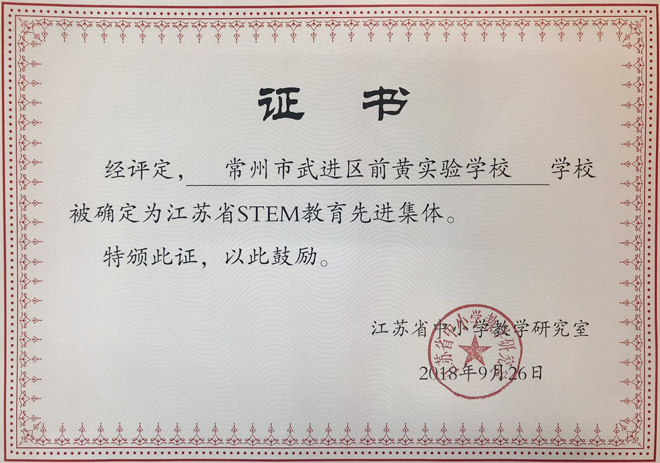 证 书
经评定， 常州市武进区前黄实验学校 学校
被确定为江苏省STEM教育先进集体。
特颁此证，以此鼓励。
江苏省中小学教学研究室
2018年9月26日